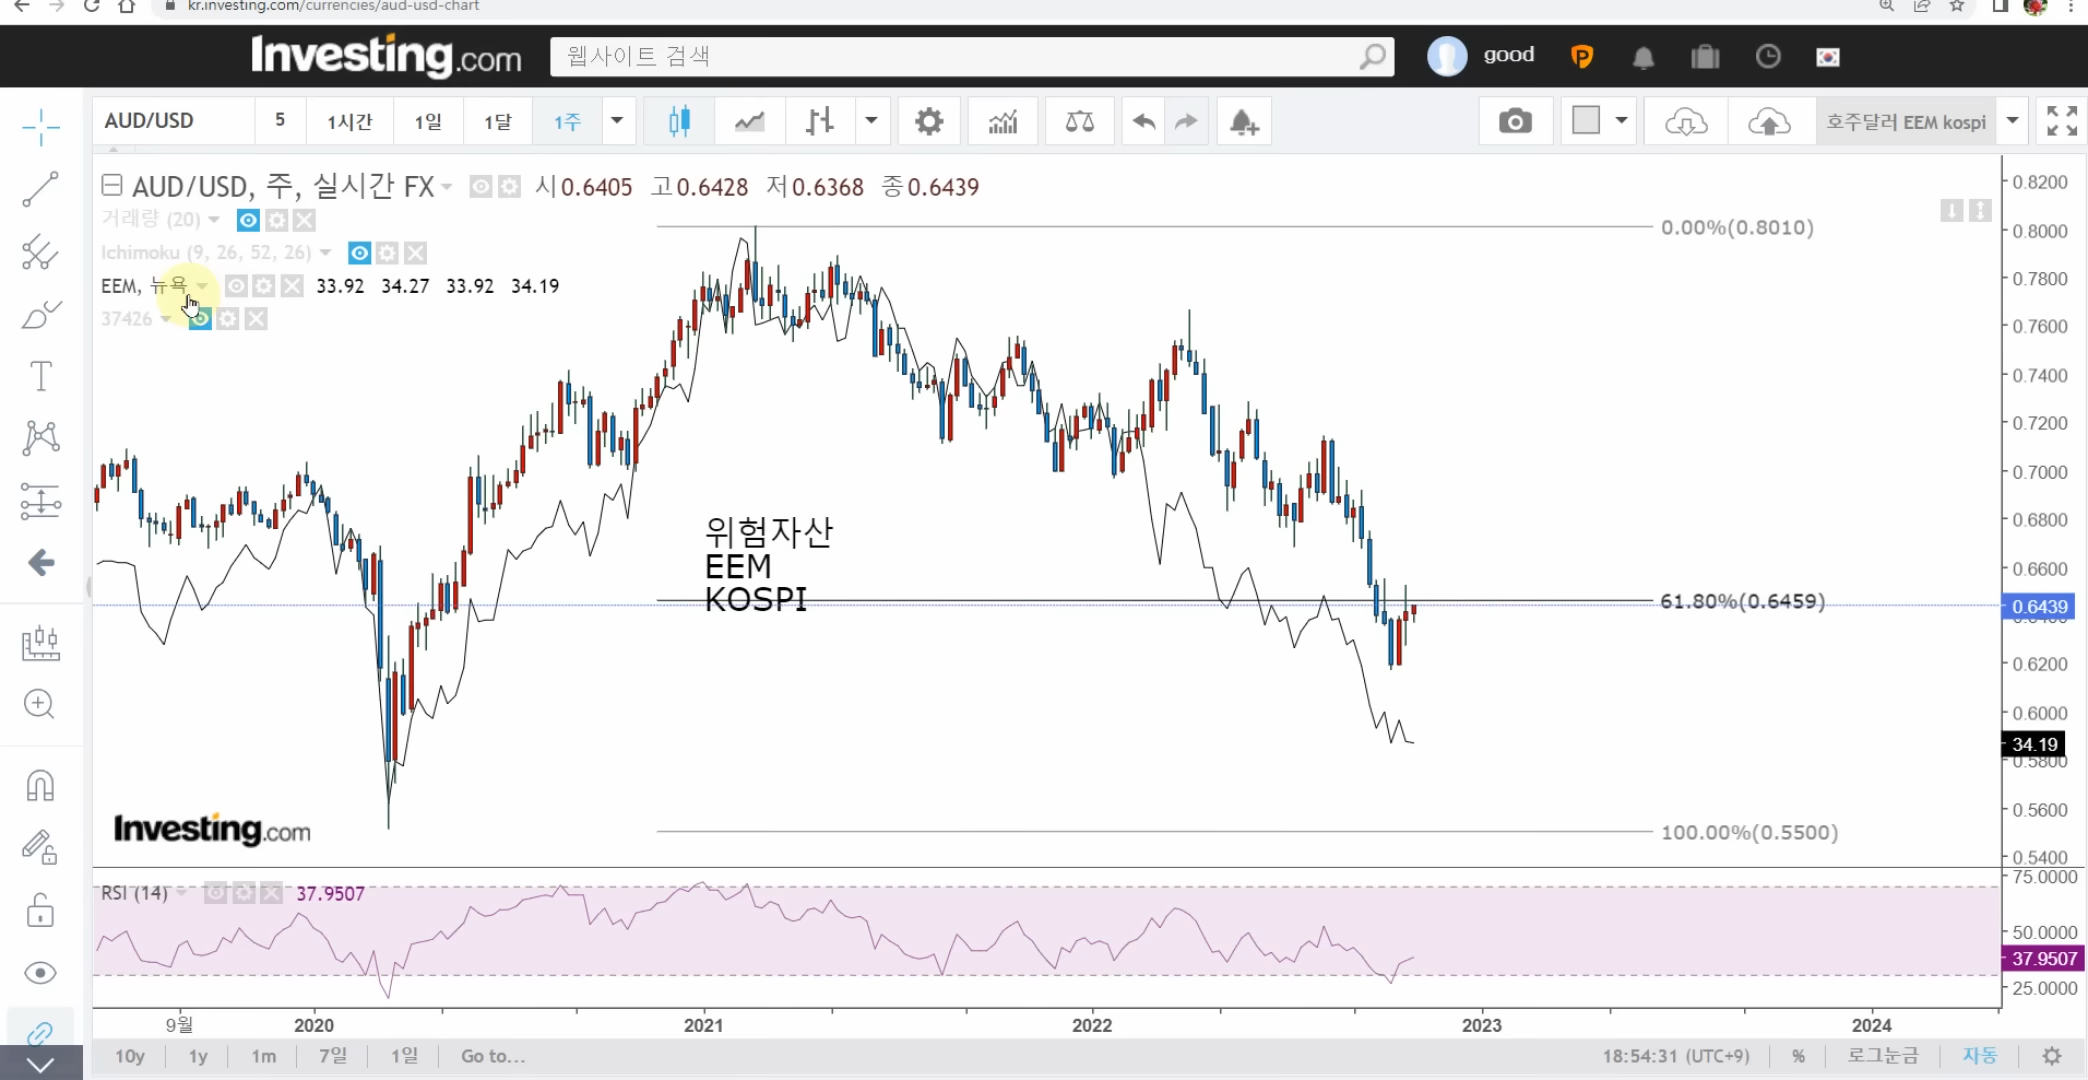 kr.investing.com/currencies/aud-usd-chart
Investing.com
웹사이트 검색
good
AUD/USD
5
1시간
1일
1달
1주
호주달러 EEM kospi
AUD/USD, 주, 실시간 FX 시0.6405 고0.6428 저0.6368 종0.6439
거래량 (20)
Ichimoku (9, 26, 52, 26)
EEM, 뉴욕 33.92 34.27 33.92 34.19
37426
0.00%(0.8010)
위험자산
EEM
KOSPI
61.80%(0.6459)
100.00%(0.5500)
0.8200
0.8000
0.7800
0.7600
0.7400
0.7200
0.7000
0.6800
0.6600
0.6439
0.6200
0.6000
34.19
0.5800
0.5600
0.5400
Investing.com
RSI (14) 37.9507
75.0000
50.0000
37.9507
25.0000
9월
2020
2021
2022
2023
2024
10y
1y
1m
7일
1일
Go to...
18:54:31 (UTC+9)
%
로그눈금
자동